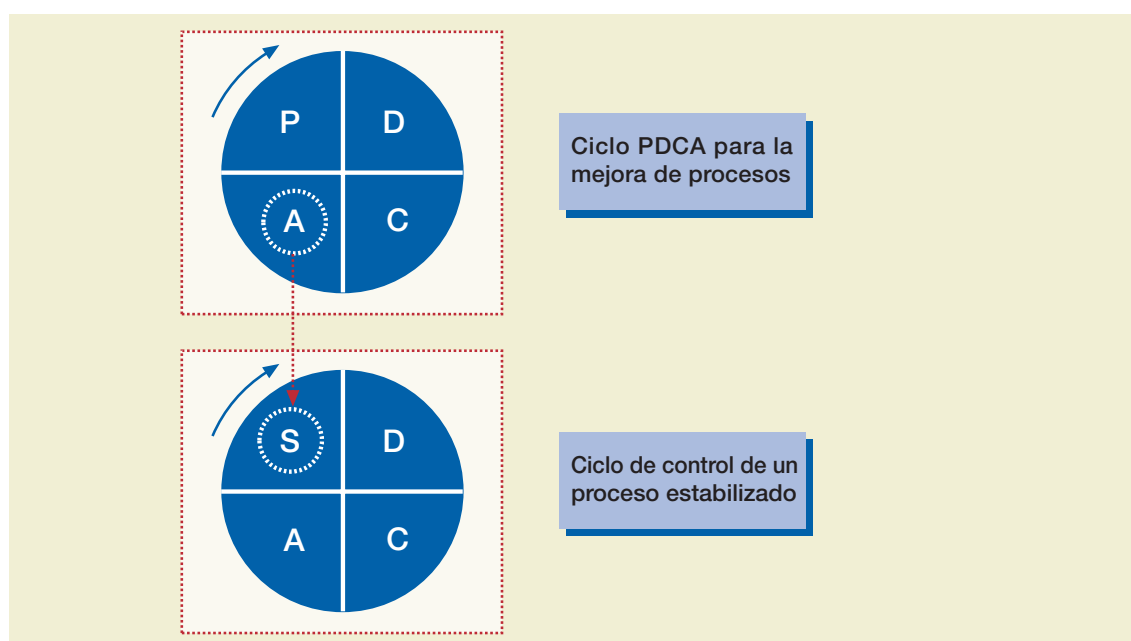 P D
A C
Ciclo PDCA para la
mejora de procesos
S D
A C
Ciclo de control de un
proceso estabilizado